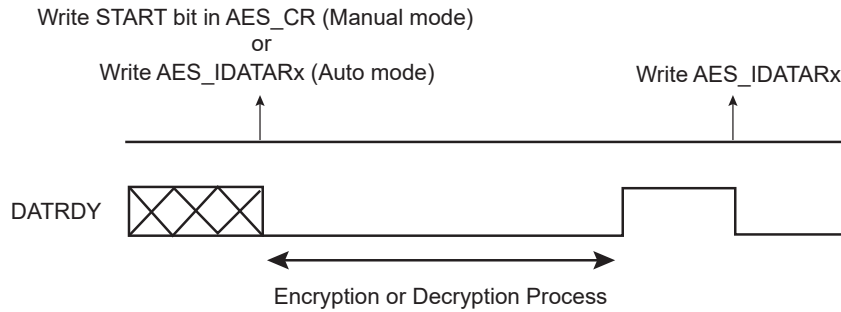 Write START bit in AES_CR (Manual mode)
or
Write AES_IDATARx (Auto mode)
Write AES_IDATARx
DATRDY
Encryption or Decryption Process